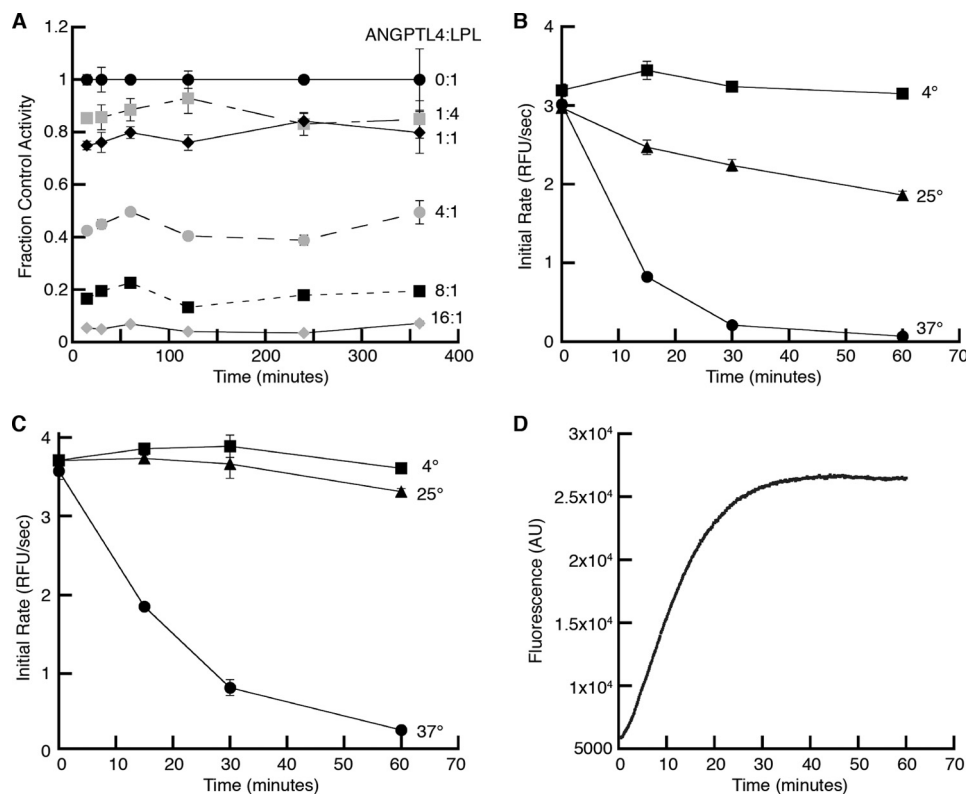 A
ANGPTL4:LPL
Fraction Control Activity
1.2
1
0.8
0.6
0.4
0.2
0
0:1
1:4
1:1
4:1
8:1
16:1
0 100 200 300 400
Time (minutes)
B
Initial Rate (RFU/sec)
4
3
2
1
0
4°
25°
37°
0 10 20 30 40 50 60 70
Time (minutes)
C
Initial Rate (RFU/sec)
4
3
2
1
0
4°
25°
37°
0 10 20 30 40 50 60 70
Time (minutes)
D
Fluorescence (AU)
3x10⁴
2.5x10⁴
2x10⁴
1.5x10⁴
1x10⁴
5000
0 10 20 30 40 50 60 70
Time (minutes)